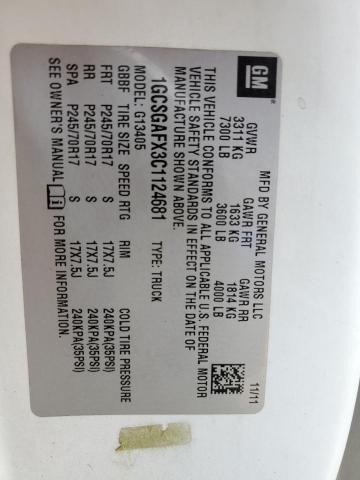 GM
MFD BY GENERAL MOTORS LLC
11/11
GVWR GAWR FRT GAWR RR
3311 KG 1633 KG 1814 KG
7300 LB 3600 LB 4000 LB
THIS VEHICLE CONFORMS TO ALL APPLICABLE U.S. FEDERAL MOTOR
VEHICLE SAFETY STANDARDS IN EFFECT ON THE DATE OF
MANUFACTURE SHOWN ABOVE.
1GCSGAFX3C1124681 TYPE: TRUCK
MODEL: G13405
GBBF TIRE SIZE SPEED RTG RIM COLD TIRE PRESSURE
FRT P245/70R17 S 17X7.5J 240KPA(35PSI)
RR P245/70R17 S 17X7.5J 240KPA(35PSI)
SPA P245/70R17 S 17X7.5J 240KPA(35PSI)
SEE OWNER'S MANUAL FOR MORE INFORMATION.